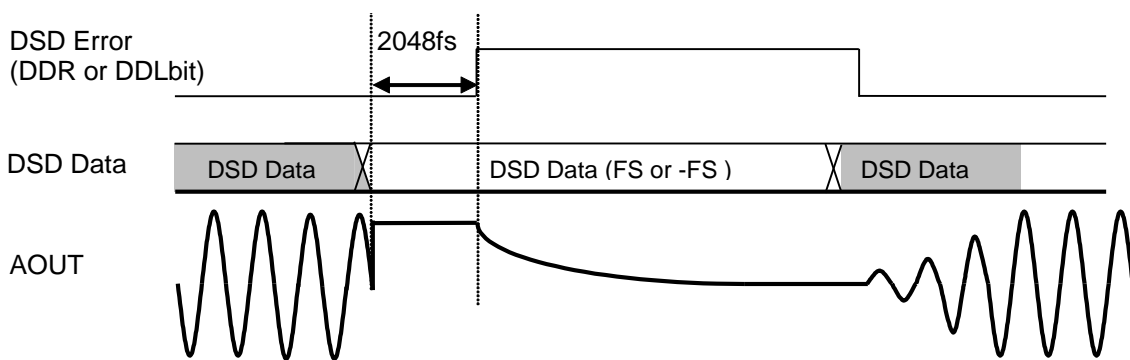 DSD Error
(DDR or DDLbit)
2048fs
DSD Data
DSD Data
DSD Data (FS or -FS )
DSD Data
AOUT